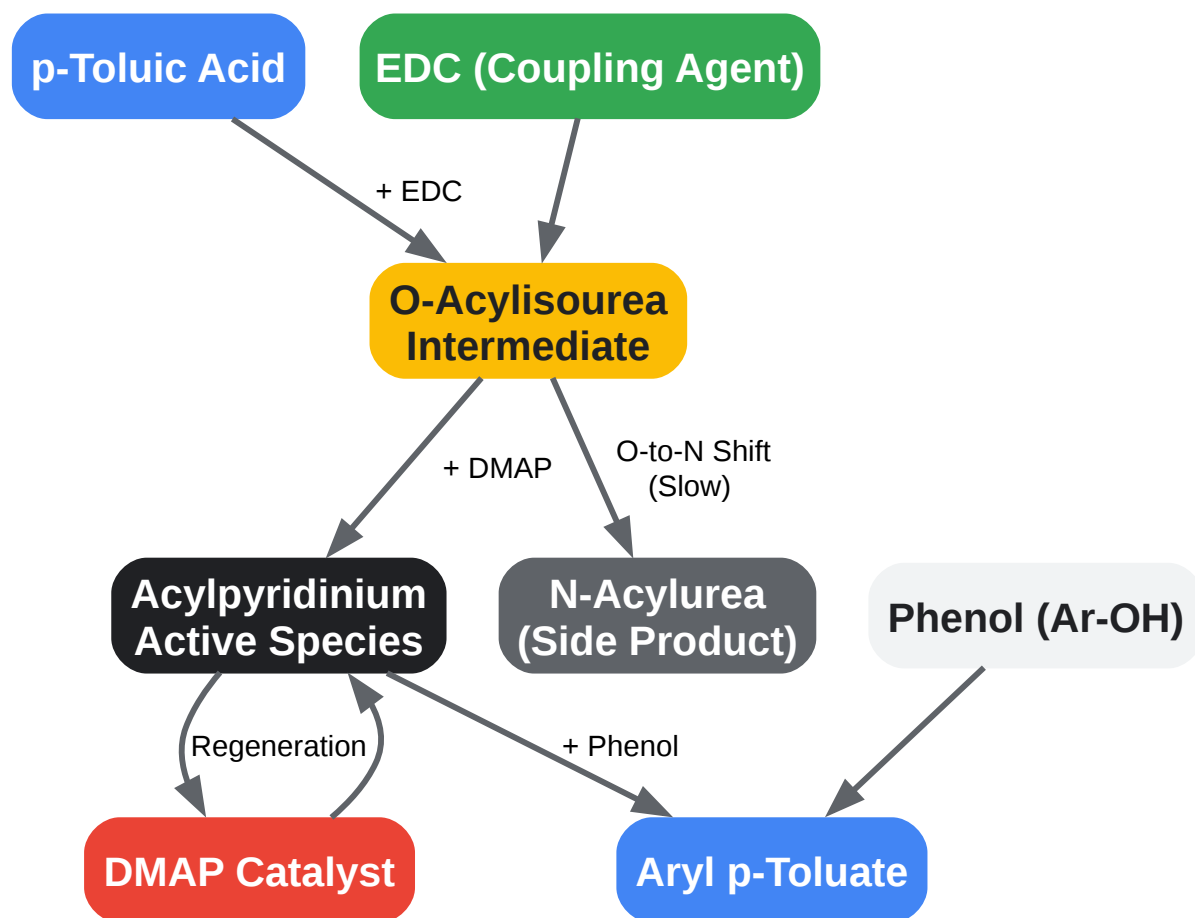 p-Toluic Acid
EDC (Coupling Agent)
+ EDC
O-Acylisourea
Intermediate
+ DMAP
O-to-N Shift
(Slow)
Acylpyridinium
Active Species
N-Acylurea
(Side Product)
Phenol (Ar-OH)
Regeneration
+ Phenol
DMAP Catalyst
Aryl p-Toluate